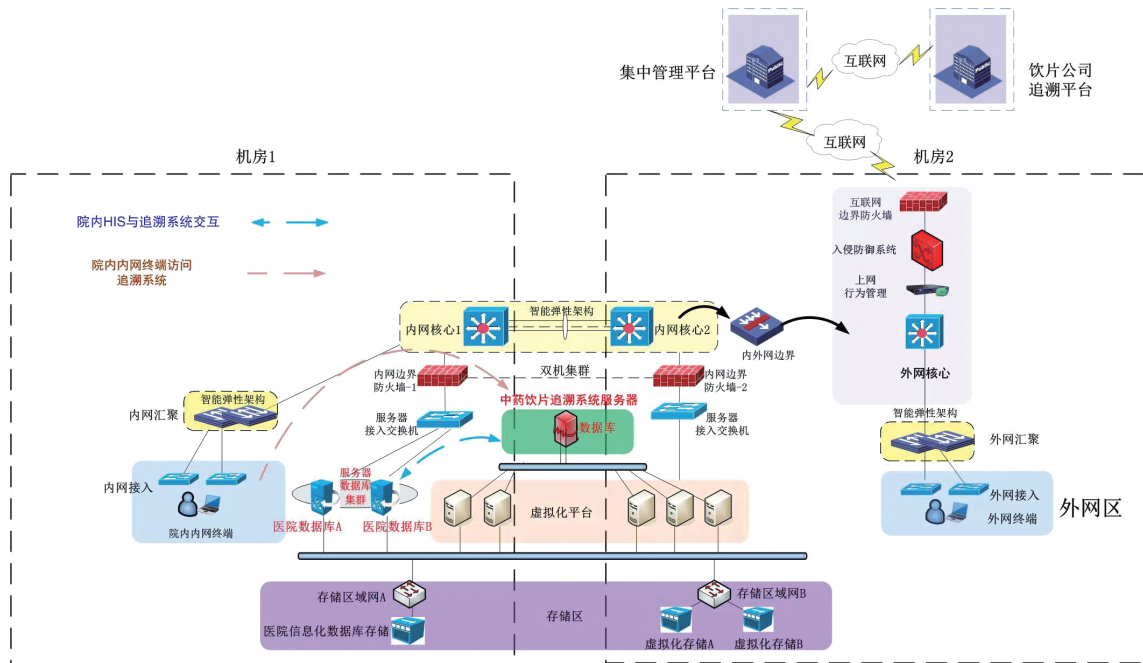 集中管理平台
互联网
饮片公司
追溯平台
互联网
机房1
机房2
院内HIS与追溯系统交互
院内内网终端访问
追溯系统
互联网
边界防火墙
入侵防御系统
上网
行为管理
外网核心
智能弹性架构
内网核心1
内网核心2
内外网边界
内网边界
防火墙-1
双机集群
内网边界
防火墙-2
中药饮片追溯系统服务器
数据库
服务器
接入交换机
服务器
接入交换机
智能弹性架构
内网汇聚
智能弹性架构
外网汇聚
内网接入
院内内网终端
服务器
数据库
集群
医院数据库A
医院数据库B
虚拟化平台
外网接入
外网终端
外网区
存储区域网A
医院信息化数据库存储
存储区
存储区域网B
虚拟化存储A
虚拟化存储B